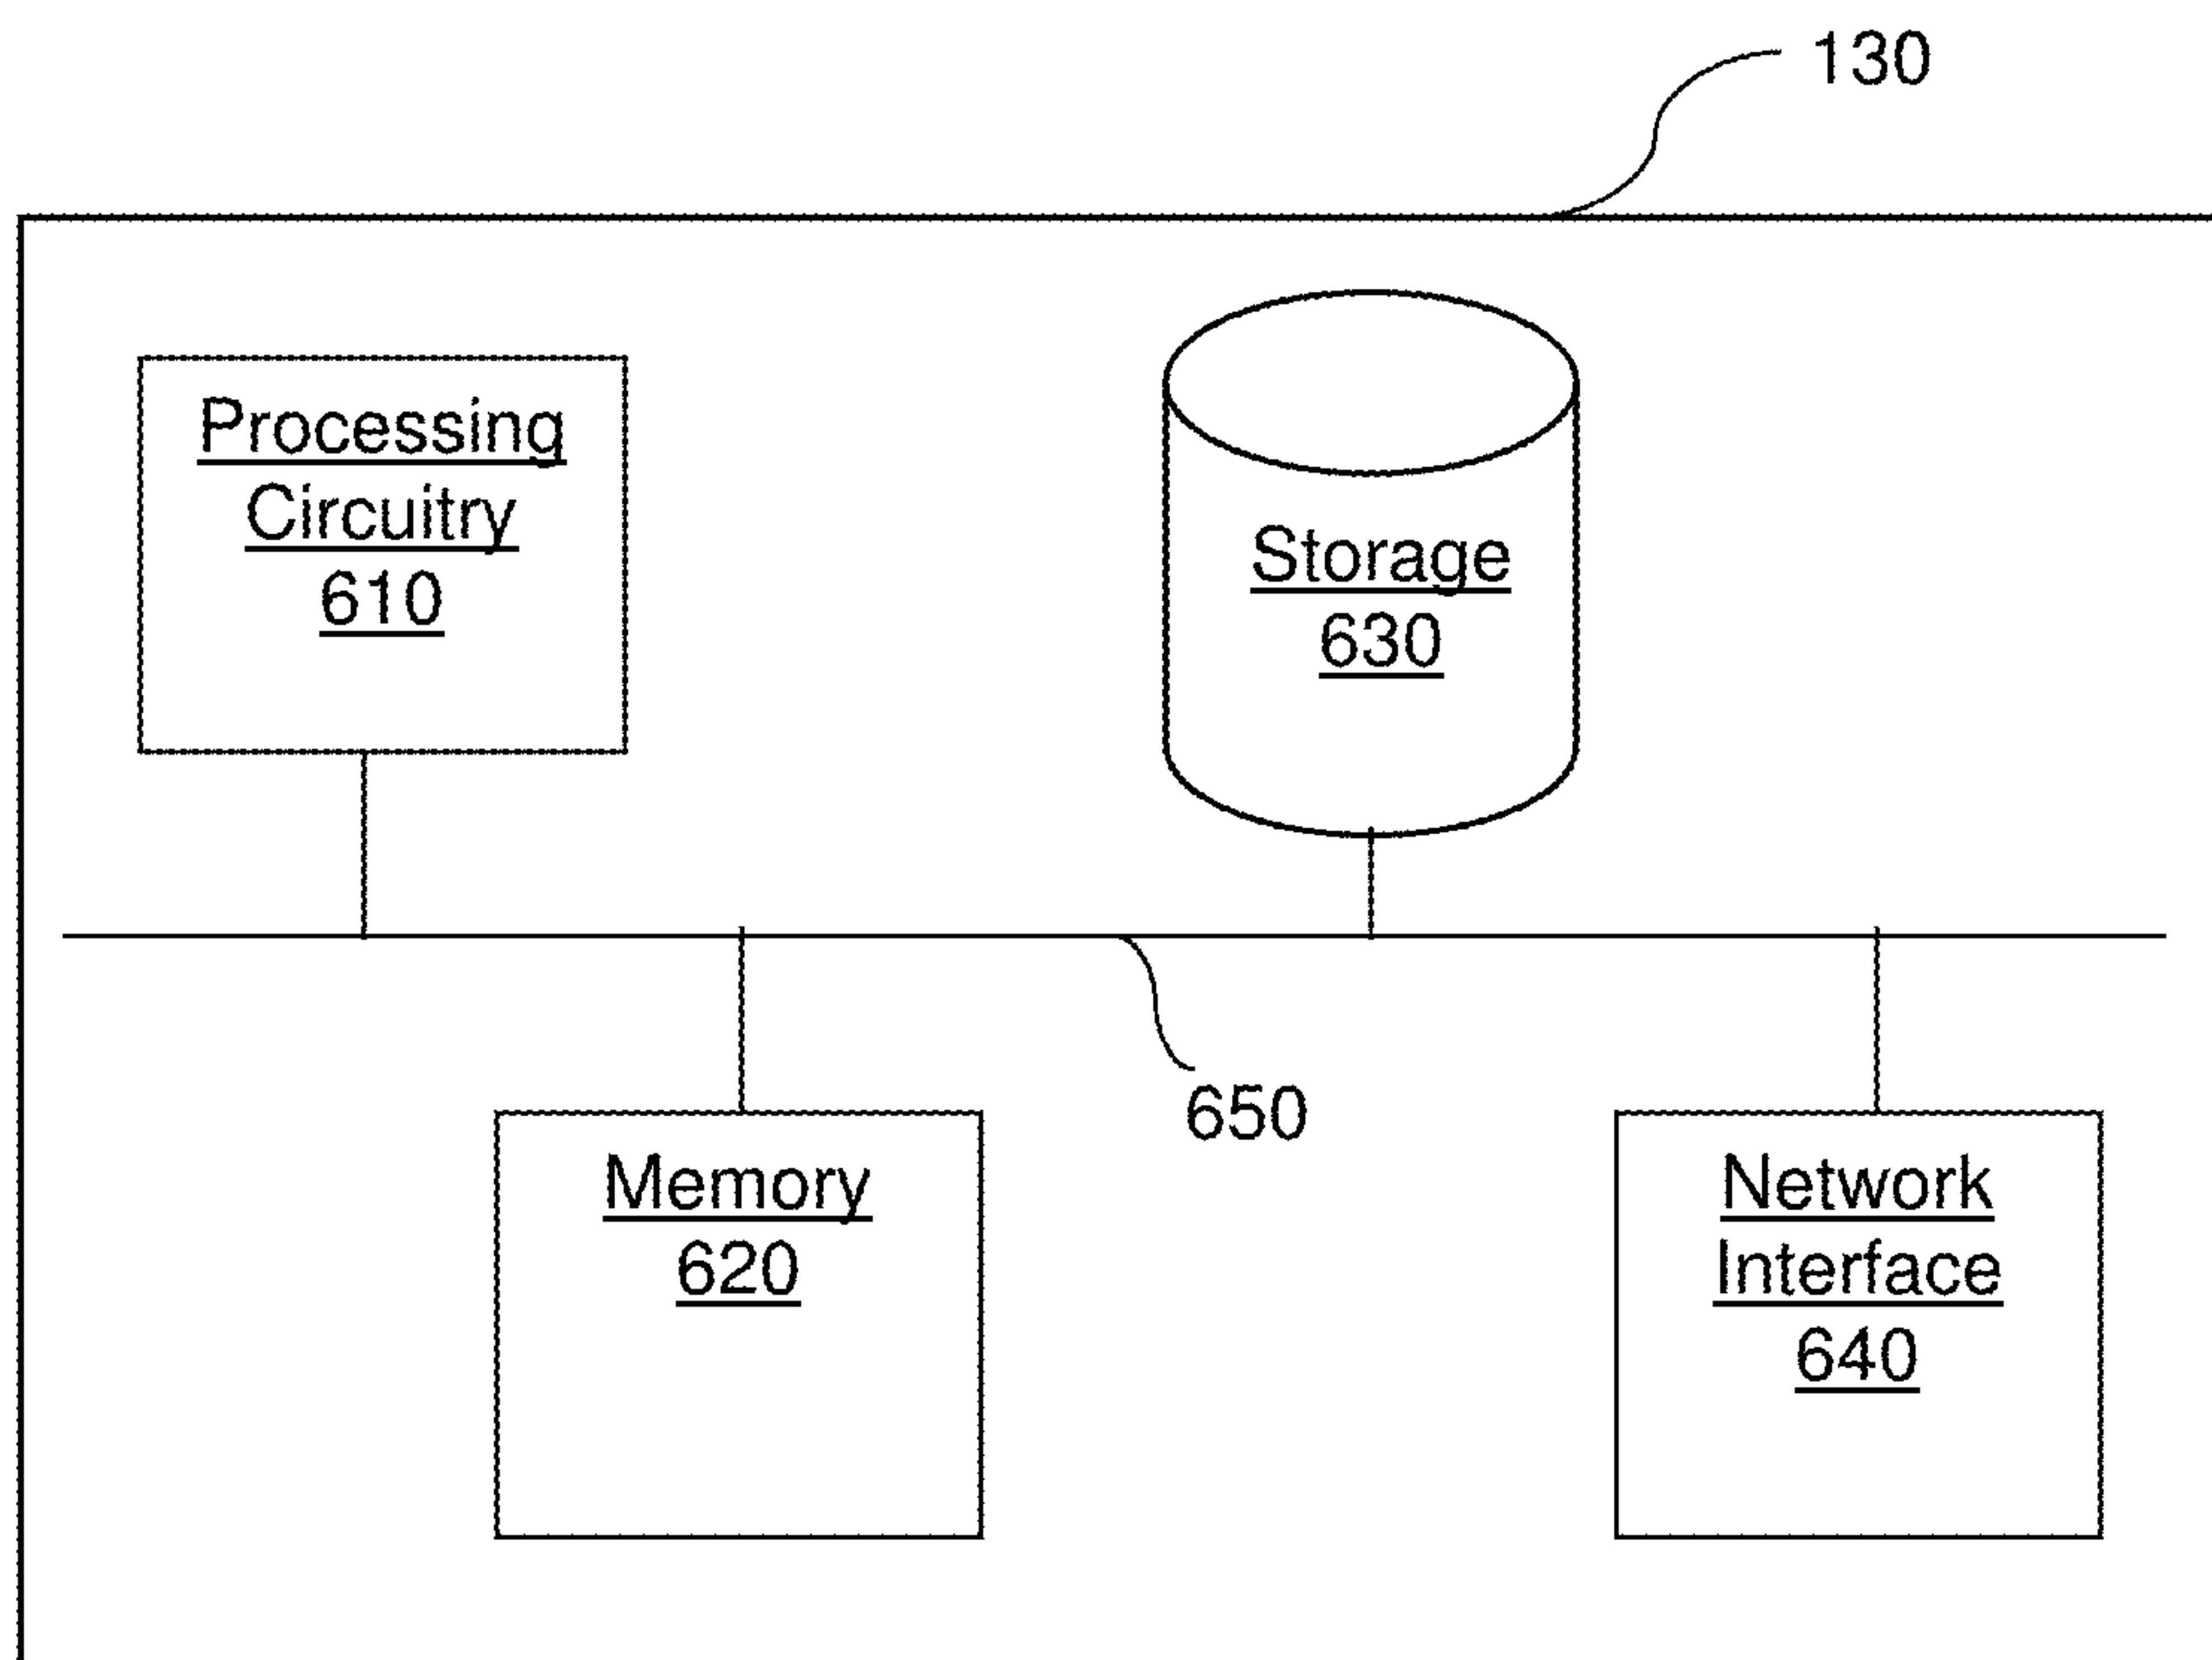 130
Processing
Circuitry
610
Storage
630
650
Memory
620
Network
Interface
640